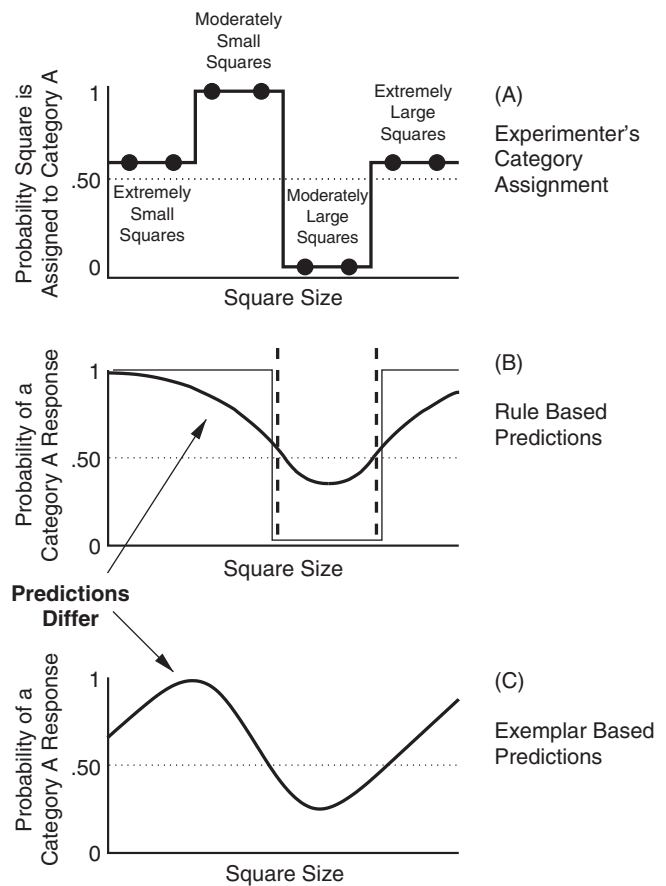 Moderately
Small
Squares
Probability Square is
Assigned to Category A
1
.50
0
Extremely
Small
Squares
Moderately
Large
Squares
Extremely
Large
Squares
Square Size
(A)
Experimenter's
Category
Assignment
Probability of a
Category A Response
1
.50
0
Square Size
(B)
Rule Based
Predictions
Predictions
Differ
Probability of a
Category A Response
1
.50
0
Square Size
(C)
Exemplar Based
Predictions